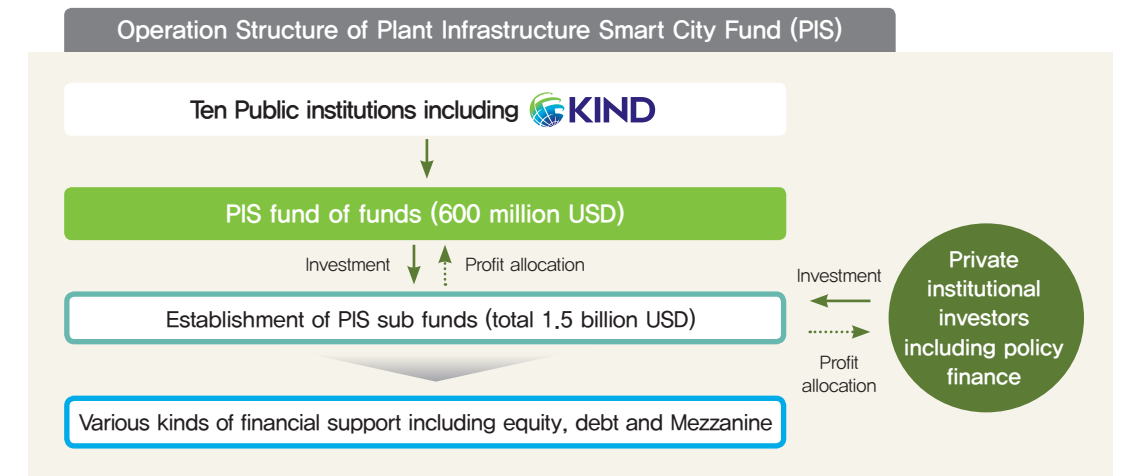 Operation Structure of Plant Infrastructure Smart City Fund (PIS)
Ten Public institutions including KIND
PIS fund of funds (600 million USD)
Investment
Profit allocation
Establishment of PIS sub funds (total 1.5 billion USD)
Investment
Profit
allocation
Private
institutional
investors
including policy
finance
Various kinds of financial support including equity, debt and Mezzanine